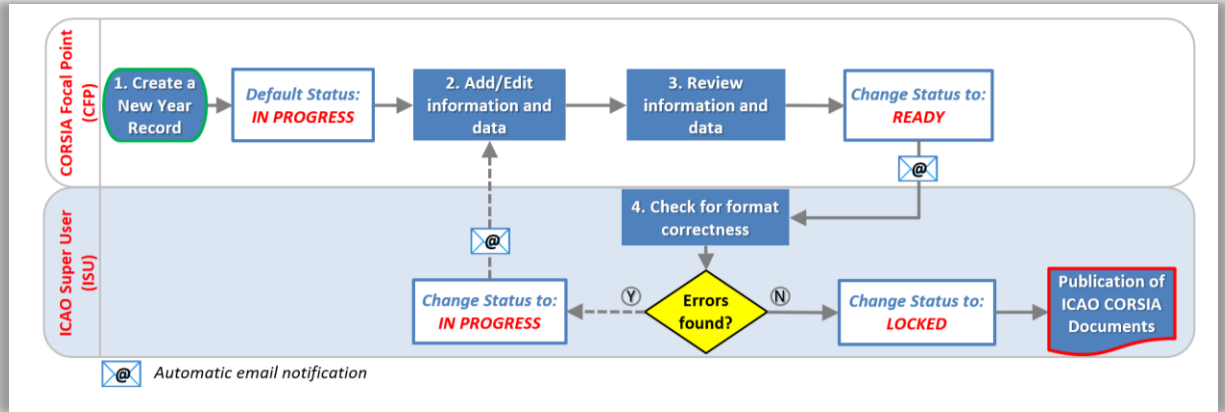 CORSIA Focal Point
(CFP)
1. Create a
New Year
Record
Default Status:
IN PROGRESS
2. Add/Edit
information and
data
3. Review
information and
data
Change Status to:
READY
@
ICAO Super User
(ISU)
4. Check for format
correctness
@
Change Status to:
IN PROGRESS
Y
Errors
found?
N
Change Status to:
LOCKED
Publication of
ICAO CORSIA
Documents
@ Automatic email notification